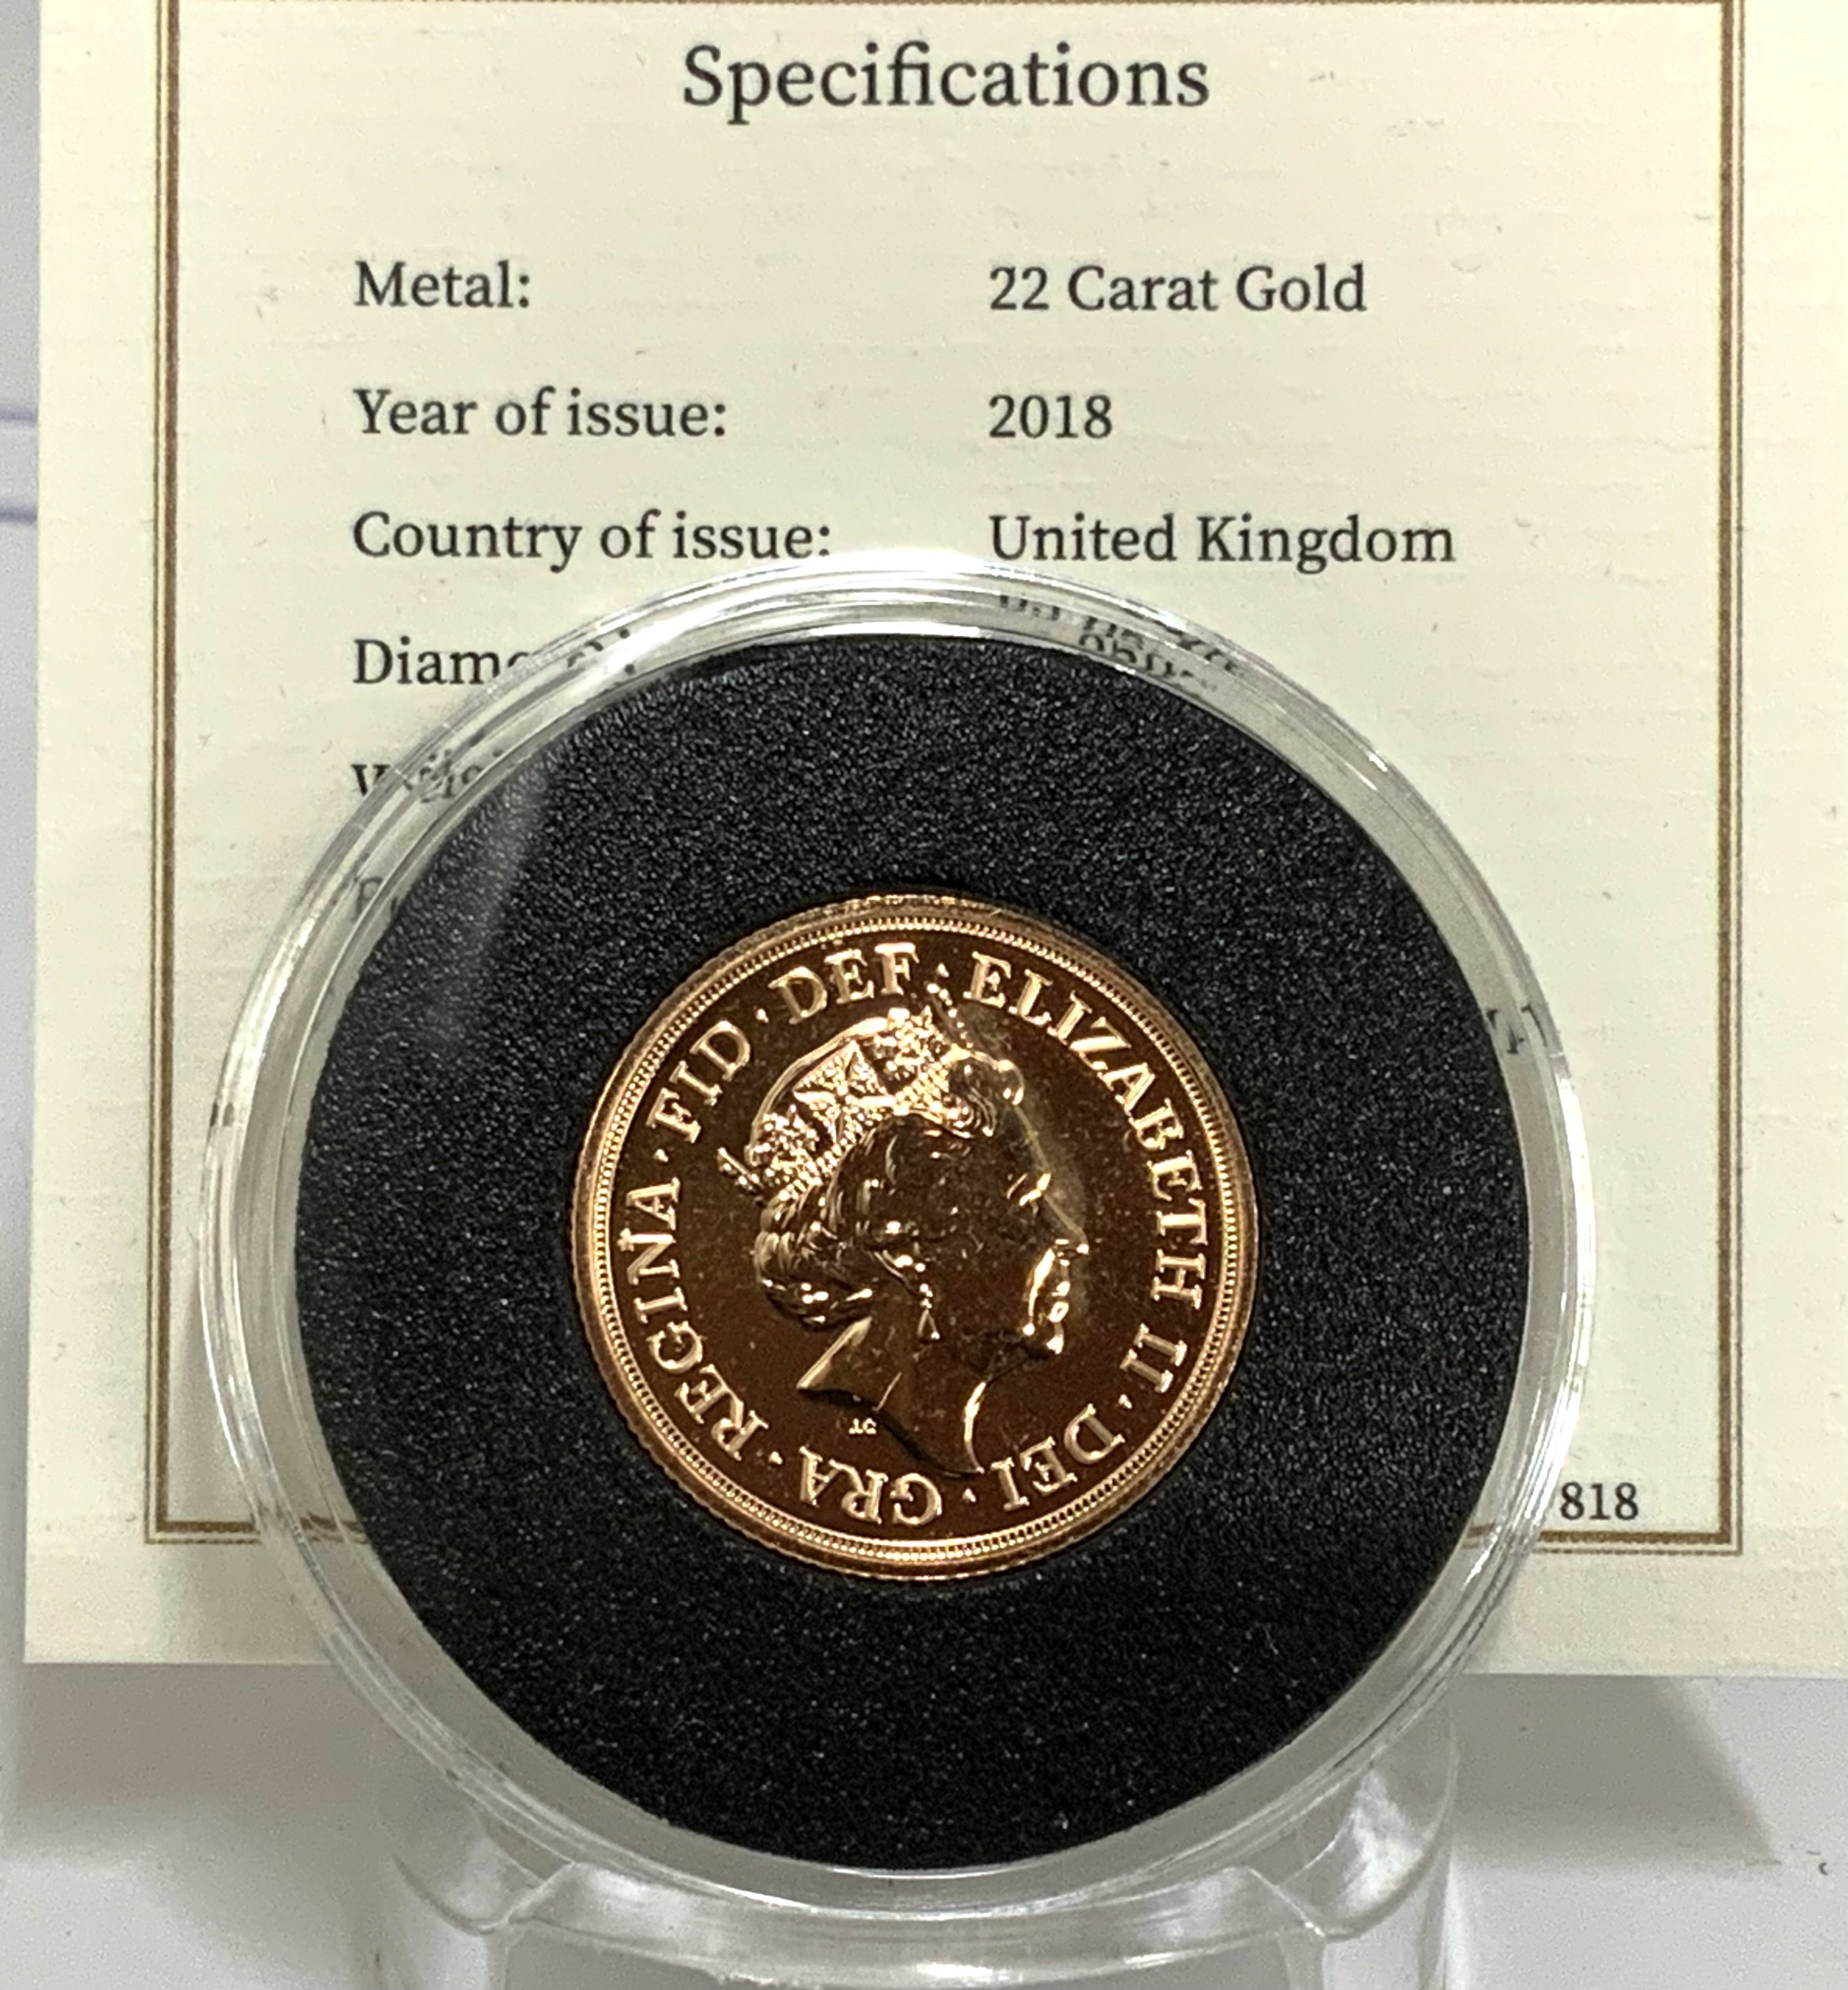 Specifications
Metal: 22 Carat Gold
Year of issue: 2018
Country of issue: United Kingdom
818
ELIZABETH II · DEI · GRA · REGINA · FID · DEF ·
J.C